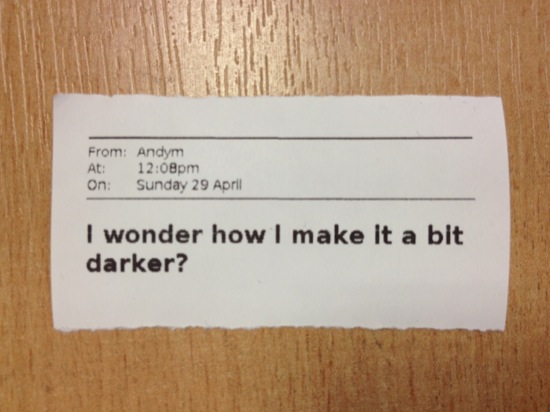 From: Andym
At: 12:08pm
On: Sunday 29 April
I wonder how I make it a bit
darker?